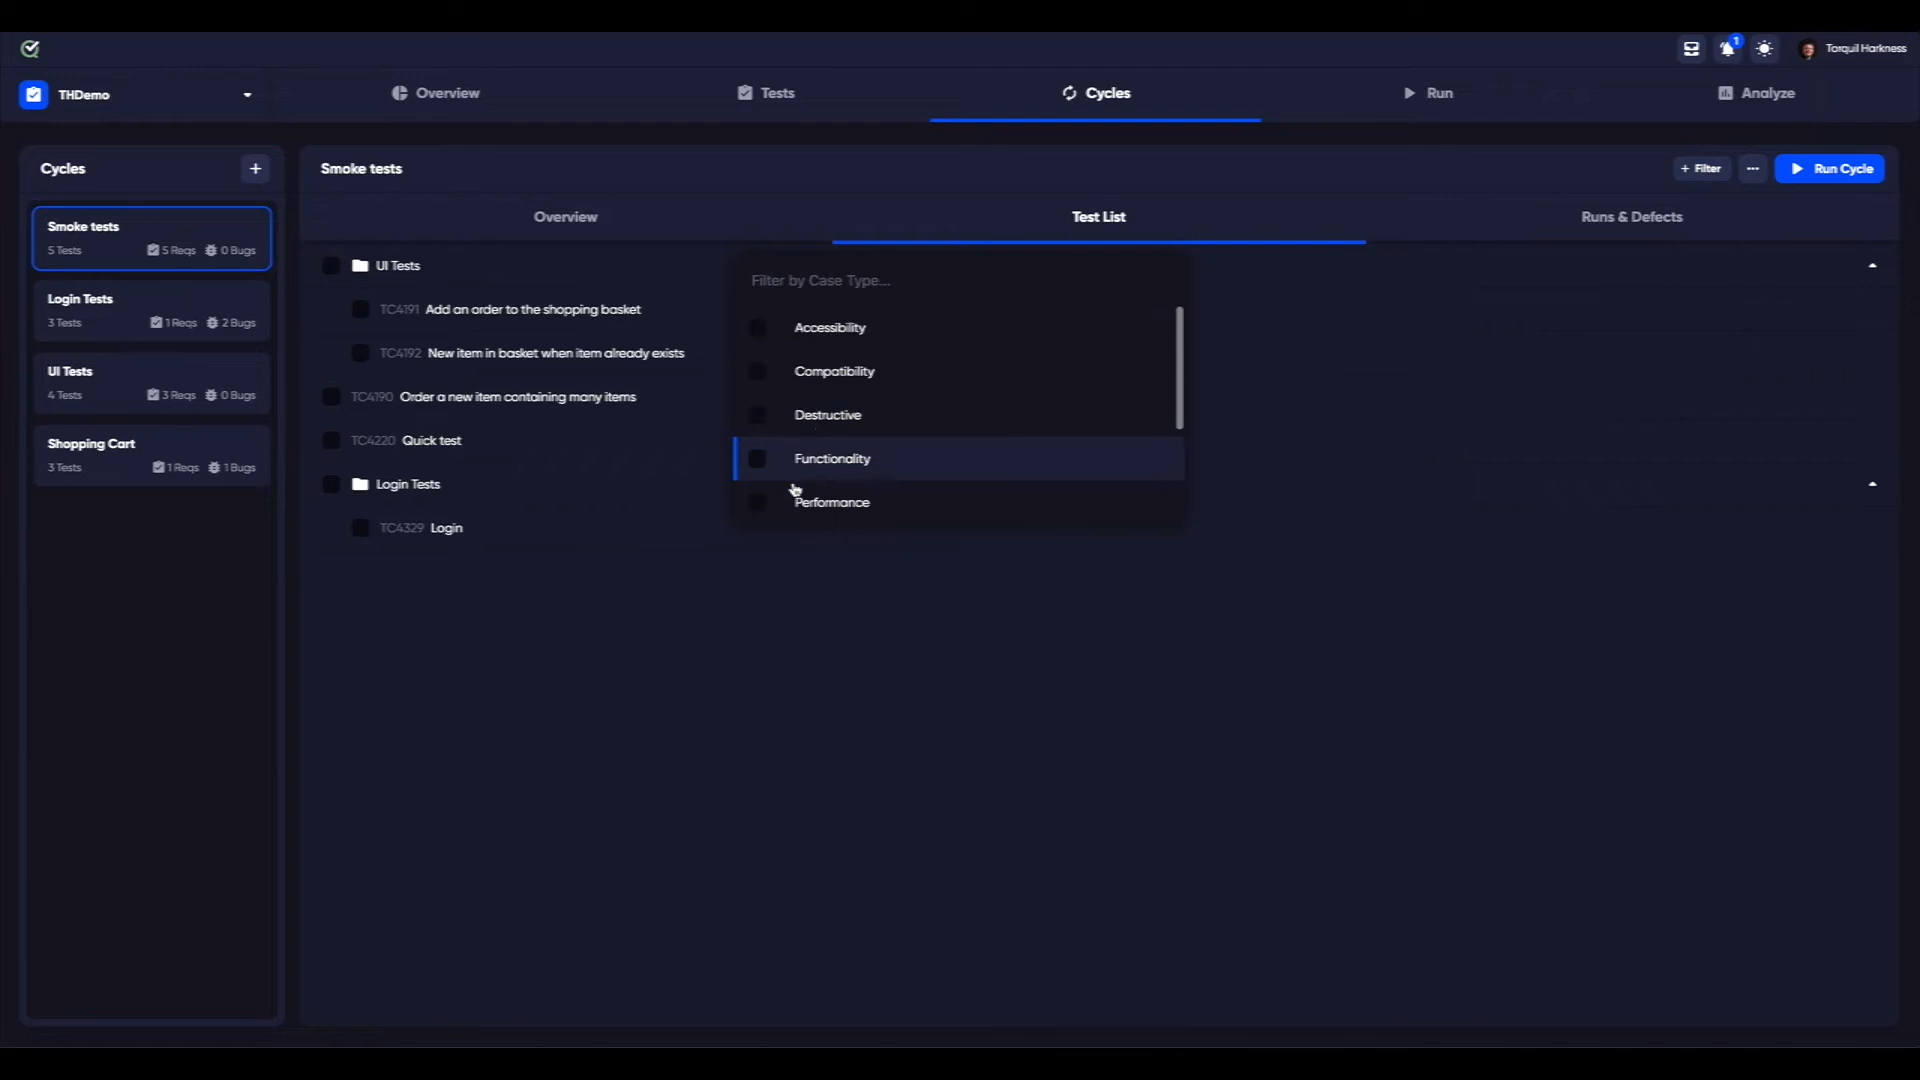 1
Torquil Harkness
THDemo
Overview
Tests
Cycles
Run
Analyze
Cycles
+
Smoke tests
5 Tests 5 Reqs 0 Bugs
Login Tests
3 Tests 1 Reqs 2 Bugs
UI Tests
4 Tests 3 Reqs 0 Bugs
Shopping Cart
3 Tests 1 Reqs 1 Bugs
Smoke tests
+ Filter
...
Run Cycle
Overview
Test List
Runs & Defects
UI Tests
TC4191 Add an order to the shopping basket
TC4192 New item in basket when item already exists
TC4190 Order a new item containing many items
TC4220 Quick test
Login Tests
TC4329 Login
Filter by Case Type...
Accessibility
Compatibility
Destructive
Functionality
Performance